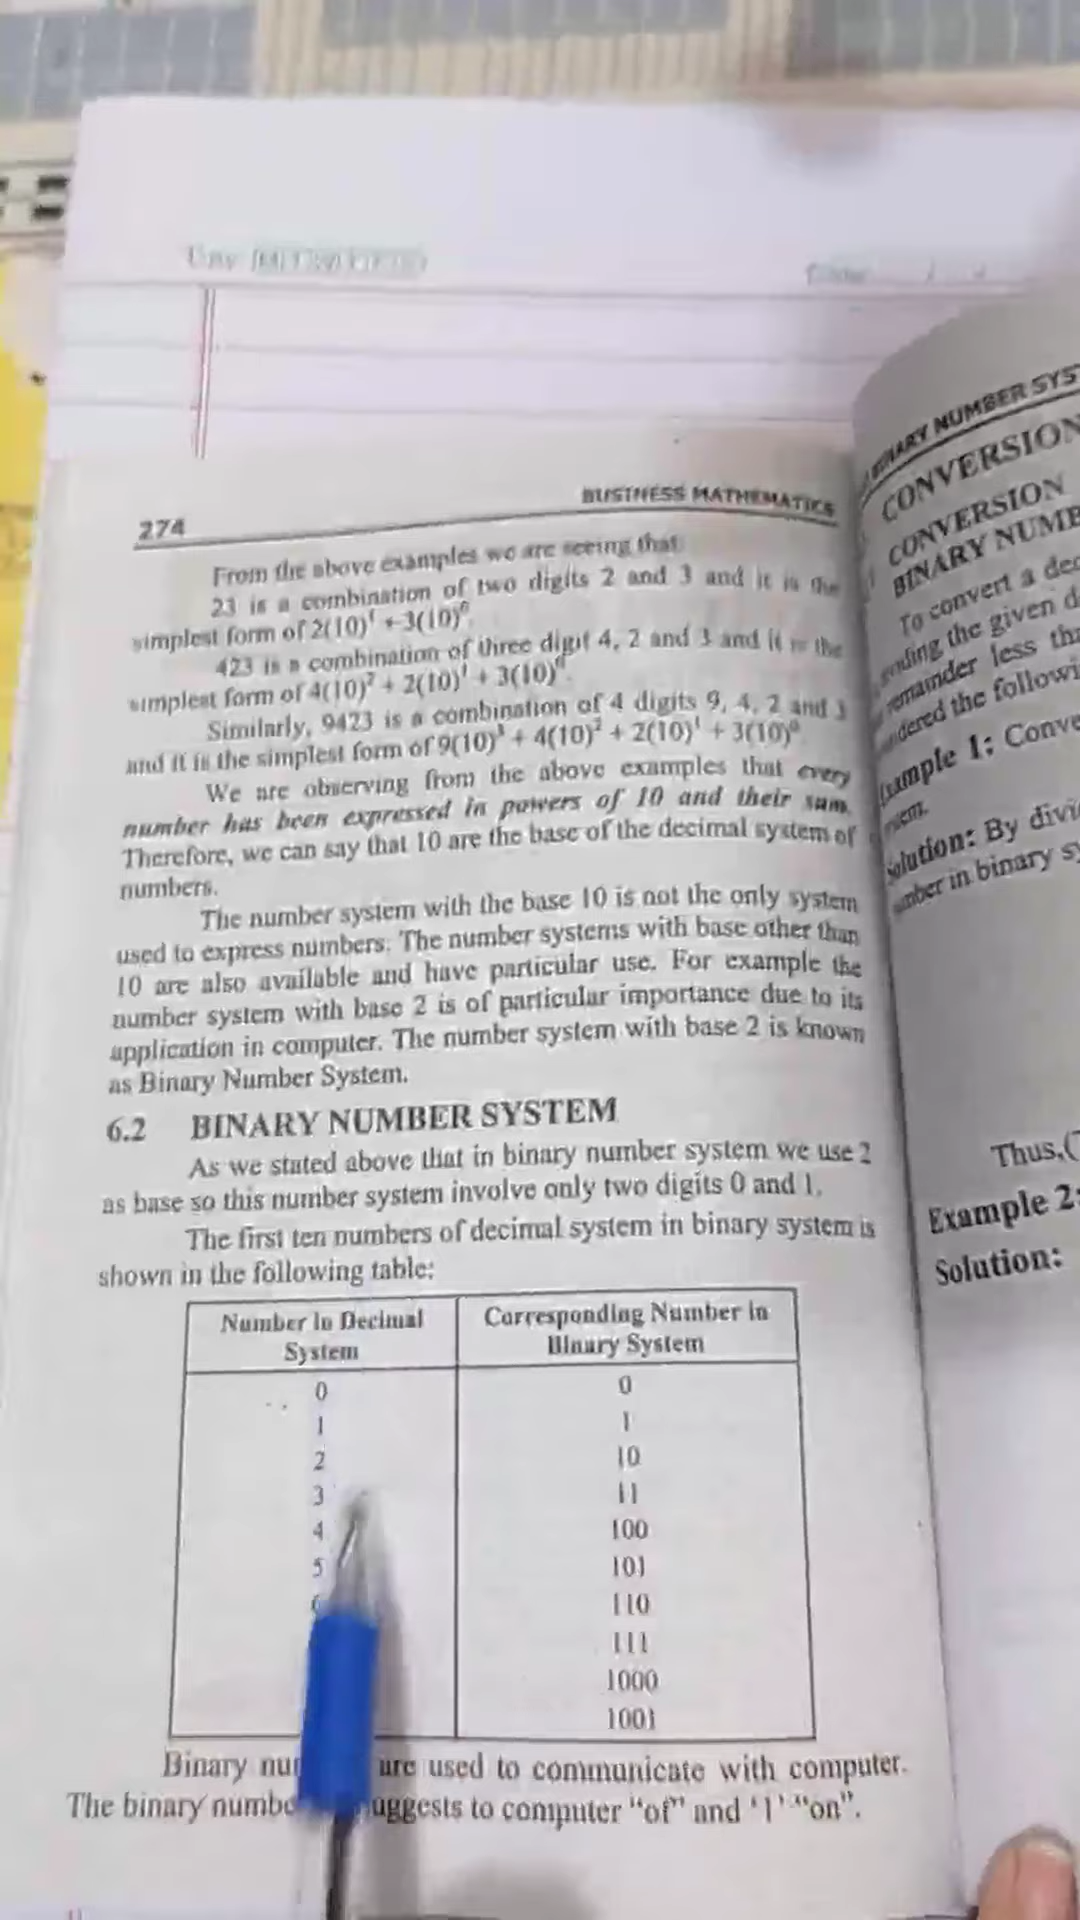 274
BUSINESS MATHEMATICS
From the above examples we are seeing that
23 is a combination of two digits 2 and 3 and it is the
simplest form of 2(10)¹ + 3(10)⁰.
423 is a combination of three digit 4, 2 and 3 and it is the
simplest form of 4(10)² + 2(10)¹ + 3(10)⁰.
Similarly, 9423 is a combination of 4 digits 9, 4, 2 and 3
and it is the simplest form of 9(10)³ + 4(10)² + 2(10)¹ + 3(10)⁰
We are observing from the above examples that every
number has been expressed in powers of 10 and their sum.
Therefore, we can say that 10 are the base of the decimal system of
numbers.
The number system with the base 10 is not the only system
used to express numbers. The number systems with base other than
10 are also available and have particular use. For example the
number system with base 2 is of particular importance due to its
application in computer. The number system with base 2 is known
as Binary Number System.
6.2 BINARY NUMBER SYSTEM
As we stated above that in binary number system we use 2
as base so this number system involve only two digits 0 and 1.
The first ten numbers of decimal system in binary system is
shown in the following table:
Number in Decimal System
Corresponding Number in Binary System
0 0
1 1
2 10
3 11
4 100
5 101
110
111
1000
1001
Binary are used to communicate with computer.
The binary to computer "of" and '1' "on".
BINARY NUMBER SYS
CONVERSION
CONVERSION
BINARY NUMB
To convert a dec
the given d
remainder less tha
the followi
Example 1: Conve
Solution: By divi
in binary sy
Thus,(
Example 2:
Solution: